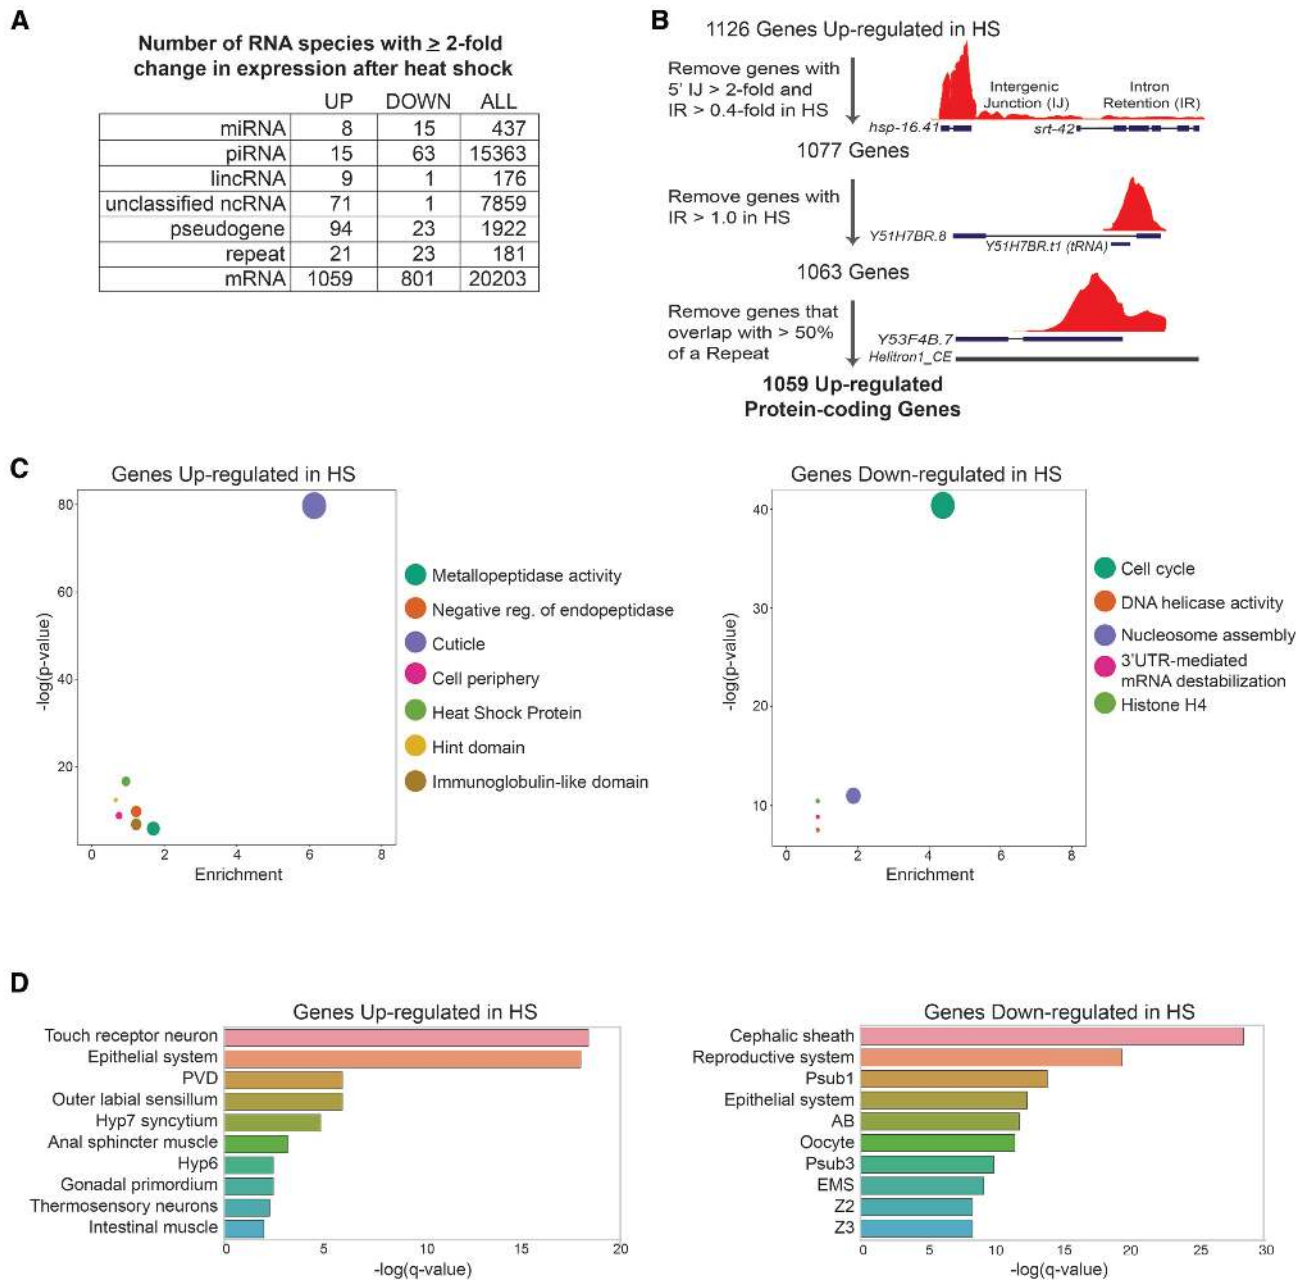 A
Number of RNA species with ≥ 2-fold
change in expression after heat shock
UP DOWN ALL
miRNA 8 15 437
piRNA 15 63 15363
lincRNA 9 1 176
unclassified ncRNA 71 1 7859
pseudogene 94 23 1922
repeat 21 23 181
mRNA 1059 801 20203
B
1126 Genes Up-regulated in HS
Remove genes with
5' IJ > 2-fold and
IR > 0.4-fold in HS
Intergenic
Junction (IJ)
Intron
Retention (IR)
hsp-16.41
srt-42
1077 Genes
Remove genes with
IR > 1.0 in HS
Y51H7BR.8
Y51H7BR.t1 (tRNA)
1063 Genes
Remove genes that
overlap with > 50%
of a Repeat
Y53F4B.7
Helitron1_CE
1059 Up-regulated
Protein-coding Genes
C
Genes Up-regulated in HS
80
60
40
20
-log(p-value)
0 2 4 6 8
Enrichment
Metallopeptidase activity
Negative reg. of endopeptidase
Cuticle
Cell periphery
Heat Shock Protein
Hint domain
Immunoglobulin-like domain
Genes Down-regulated in HS
40
30
20
10
-log(p-value)
0 2 4 6 8
Enrichment
Cell cycle
DNA helicase activity
Nucleosome assembly
3'UTR-mediated
mRNA destabilization
Histone H4
D
Genes Up-regulated in HS
Touch receptor neuron
Epithelial system
PVD
Outer labial sensillum
Hyp7 syncytium
Anal sphincter muscle
Hyp6
Gonadal primordium
Thermosensory neurons
Intestinal muscle
0 5 10 15 20
-log(q-value)
Genes Down-regulated in HS
Cephalic sheath
Reproductive system
Psub1
Epithelial system
AB
Oocyte
Psub3
EMS
Z2
Z3
0 5 10 15 20 25 30
-log(q-value)